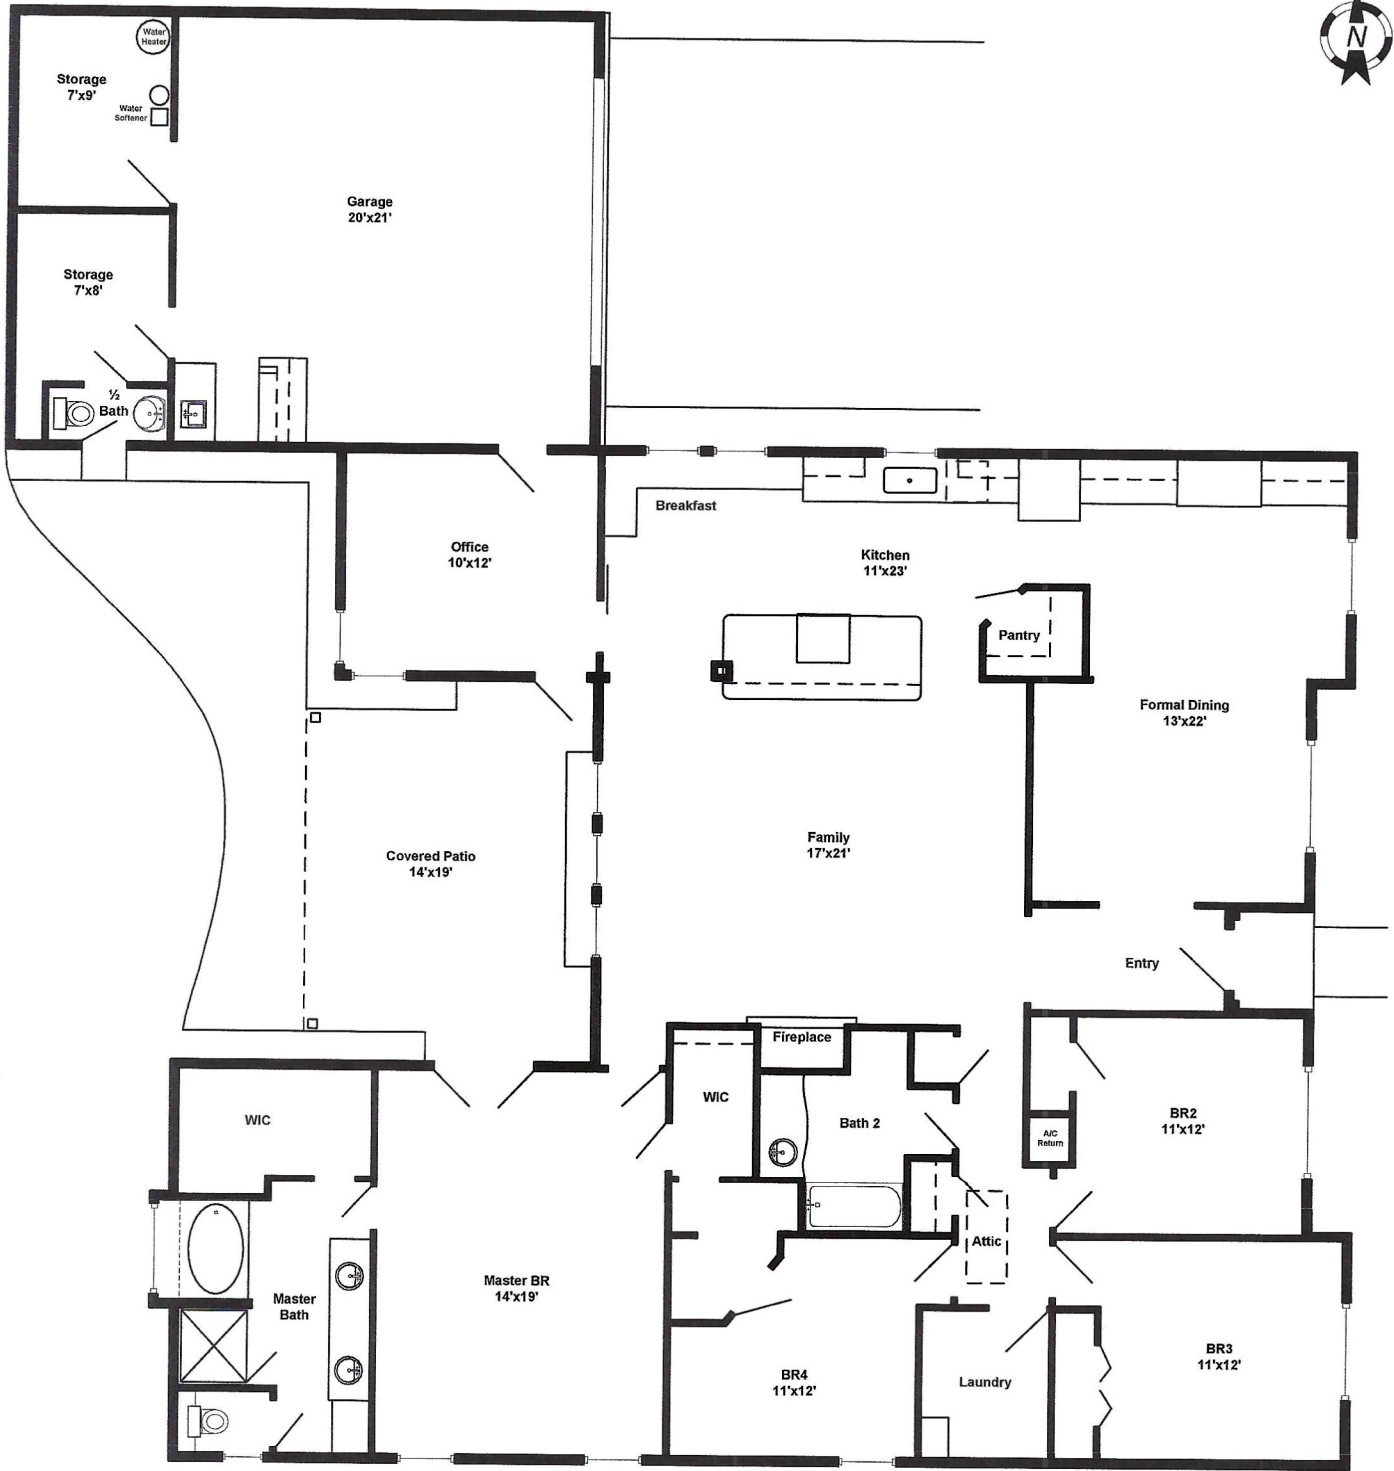 Water
Heater
N
Storage
7'x9'
Water
Softener
Garage
20'x21'
Storage
7'x8'
½
Bath
Breakfast
Office
10'x12'
Kitchen
11'x23'
Pantry
Formal Dining
13'x22'
Family
17'x21'
Covered Patio
14'x19'
Entry
Fireplace
WIC
WIC
Bath 2
BR2
11'x12'
A/C
Return
Attic
Master BR
14'x19'
Master
Bath
BR3
11'x12'
BR4
11'x12'
Laundry